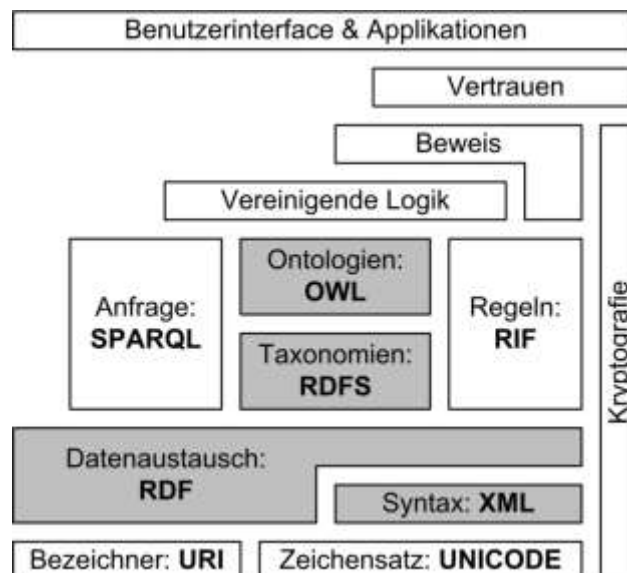 Benutzerinterface & Applikationen
Vertrauen
Beweis
Vereinigende Logik
Anfrage:
SPARQL
Ontologien:
OWL
Taxonomien:
RDFS
Regeln:
RIF
Kryptografie
Datenaustausch:
RDF
Syntax: XML
Bezeichner: URI
Zeichensatz: UNICODE